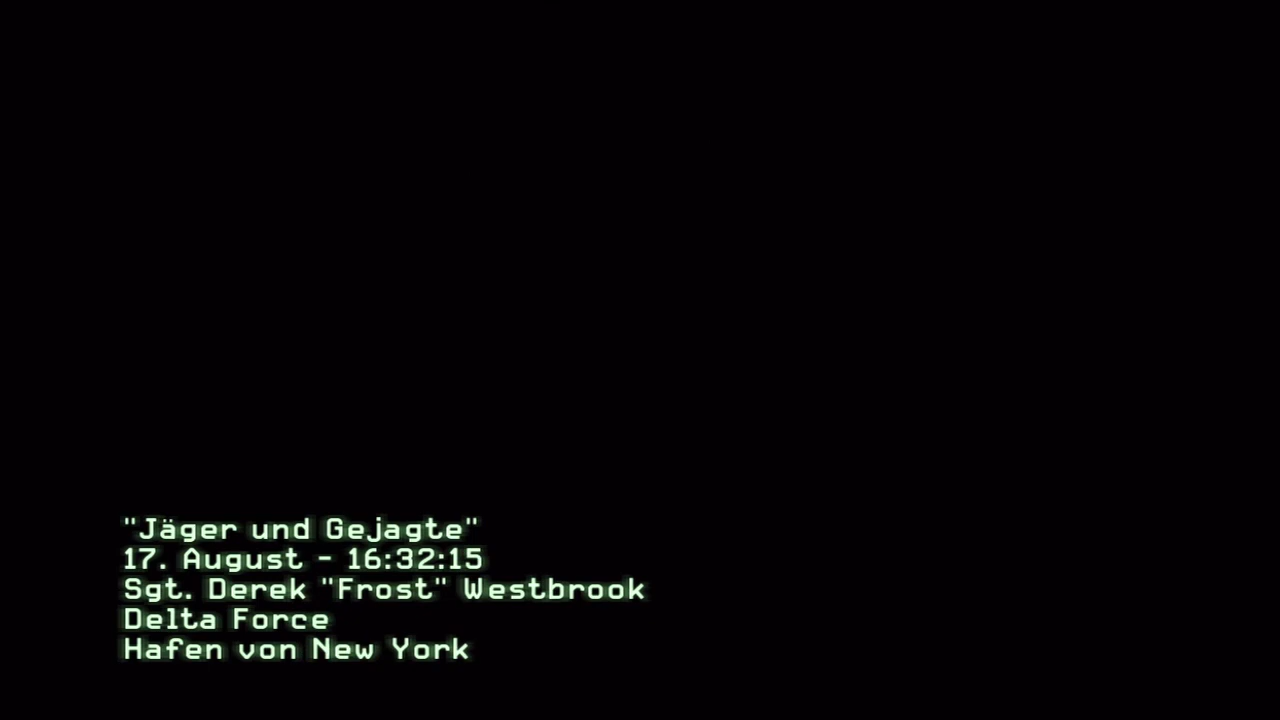 "Jäger und Gejagte"
17. August - 16:32:15
Sgt. Derek "Frost" Westbrook
Delta Force
Hafen von New York